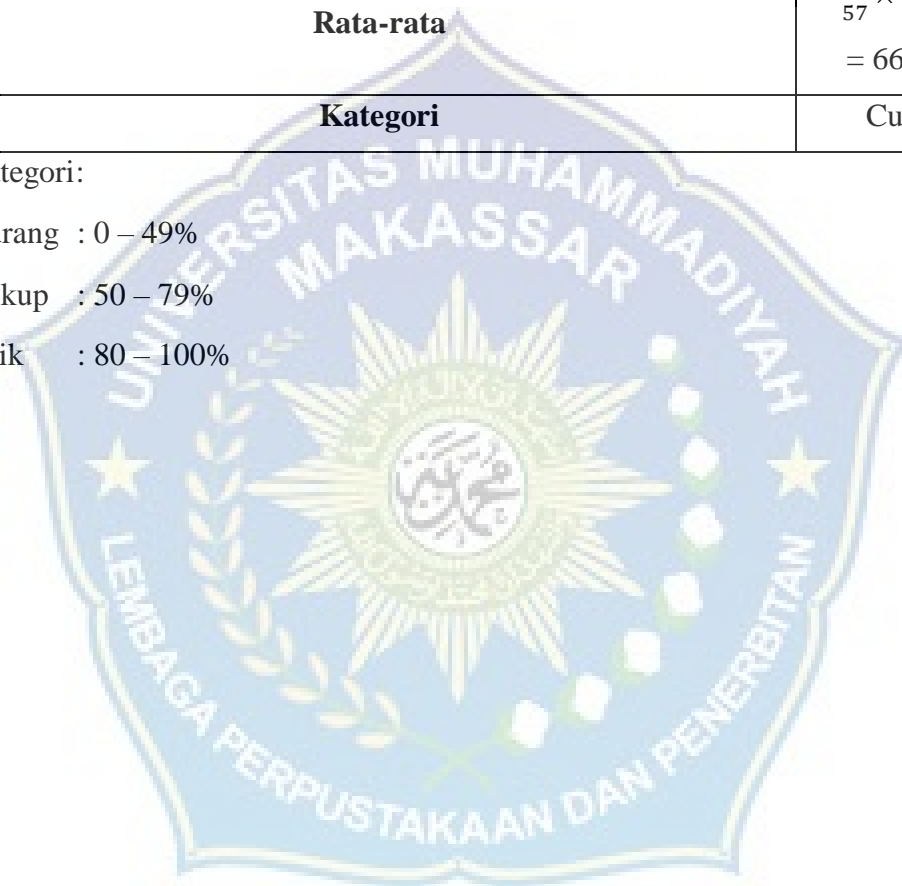 Rata-rata
57 ×
= 66
Kategori
Cu
tegori:
rang : 0 – 49%
kup : 50 – 79%
ik : 80 – 100%
UNIVERSITAS MUHAMMADIYAH
MAKASSAR
LEMBAGA PERPUSTAKAAN DAN PENERBITAN